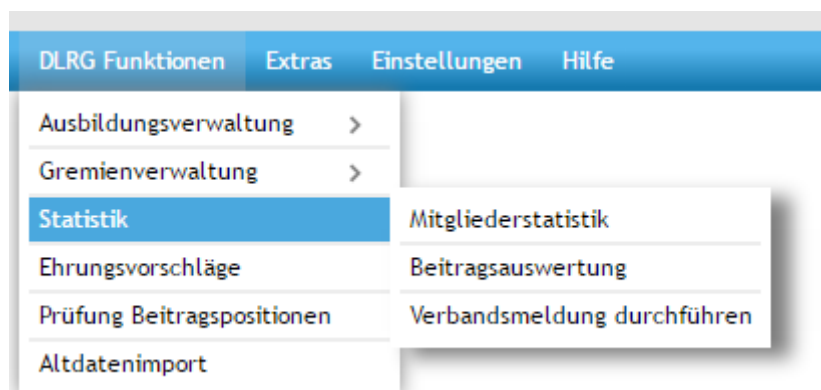 DLRG Funktionen Extras Einstellungen Hilfe
Ausbildungsverwaltung
Gremienverwaltung
Statistik
Mitgliederstatistik
Ehrungsvorschläge
Beitragsauswertung
Prüfung Beitragspositionen
Verbandsmeldung durchführen
Altdatenimport